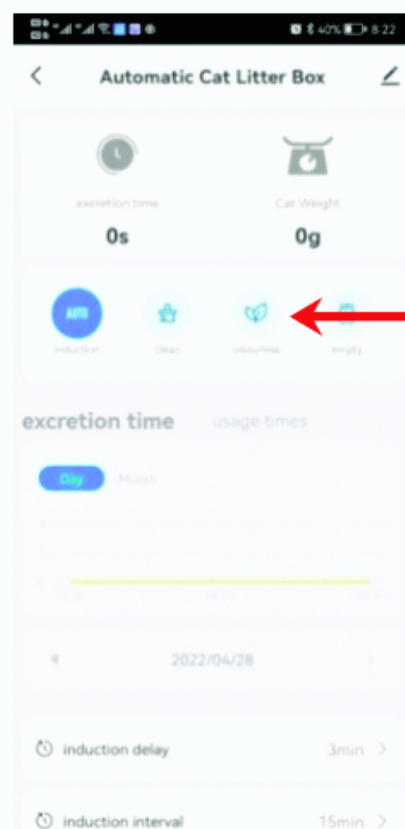 40% 8:22
Automatic Cat Litter Box
excretion time Cat Weight
0s 0g
AUTO
induction clean odourless empty
excretion time usage times
Day Month
2022/04/28
induction delay 3min
induction interval 15min